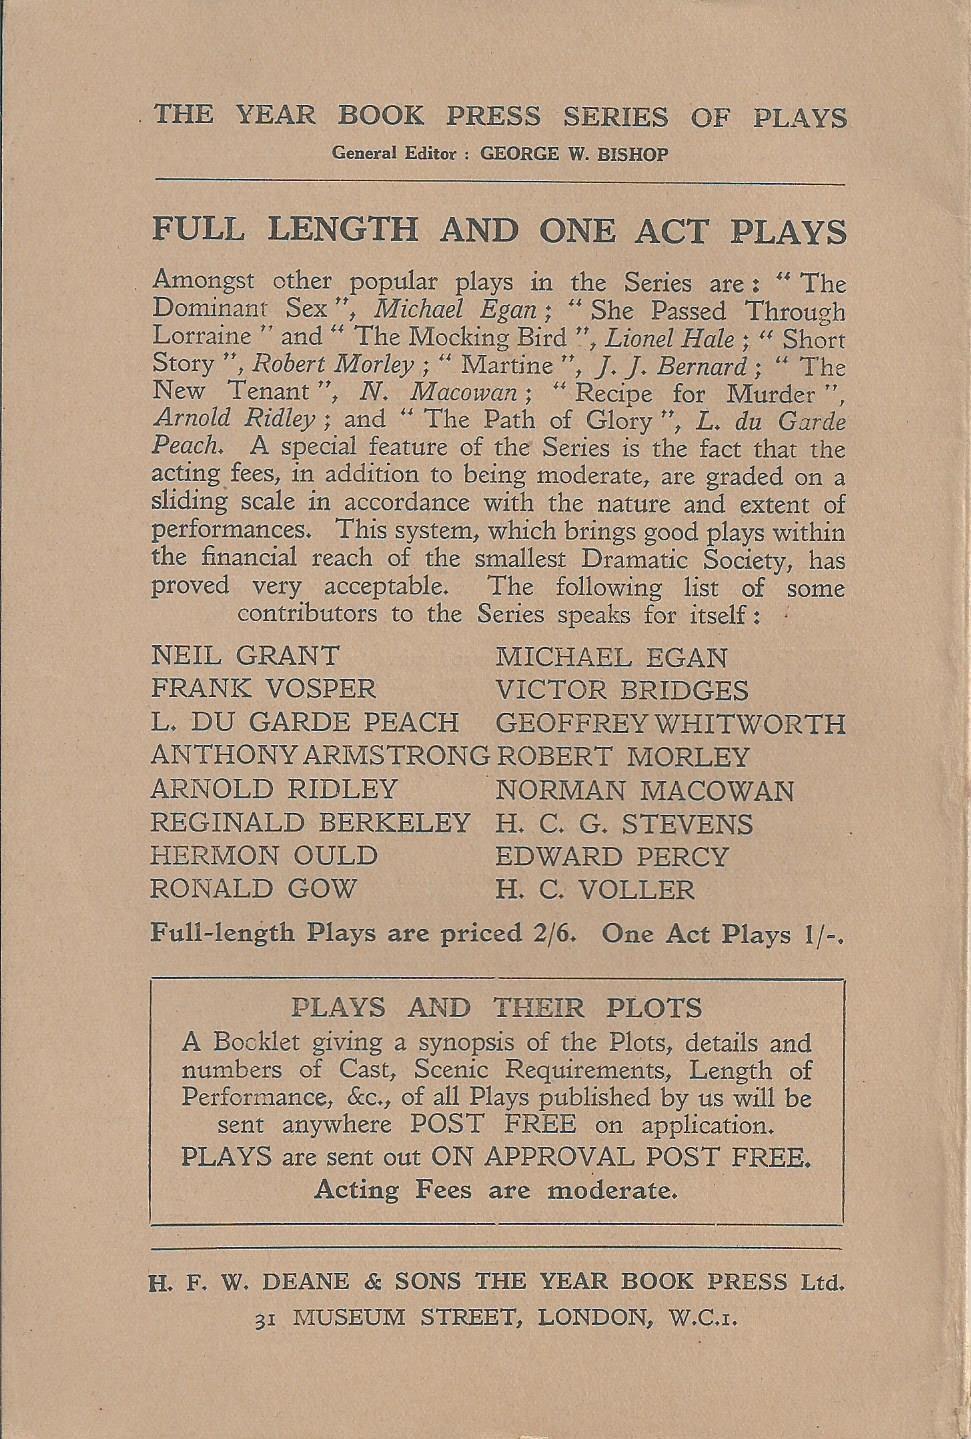 THE YEAR BOOK PRESS SERIES OF PLAYS
General Editor : GEORGE W. BISHOP
FULL LENGTH AND ONE ACT PLAYS
Amongst other popular plays in the Series are : " The
Dominant Sex ", Michael Egan ; " She Passed Through
Lorraine " and " The Mocking Bird ", Lionel Hale ; " Short
Story ", Robert Morley ; " Martine ", J. J. Bernard ; " The
New Tenant ", N. Macowan ; " Recipe for Murder ",
Arnold Ridley ; and " The Path of Glory ", L. du Garde
Peach. A special feature of the Series is the fact that the
acting fees, in addition to being moderate, are graded on a
sliding scale in accordance with the nature and extent of
performances. This system, which brings good plays within
the financial reach of the smallest Dramatic Society, has
proved very acceptable. The following list of some
contributors to the Series speaks for itself :
NEIL GRANT MICHAEL EGAN
FRANK VOSPER VICTOR BRIDGES
L. DU GARDE PEACH GEOFFREY WHITWORTH
ANTHONY ARMSTRONG ROBERT MORLEY
ARNOLD RIDLEY NORMAN MACOWAN
REGINALD BERKELEY H. C. G. STEVENS
HERMON OULD EDWARD PERCY
RONALD GOW H. C. VOLLER
Full-length Plays are priced 2/6. One Act Plays 1/-.
PLAYS AND THEIR PLOTS
A Booklet giving a synopsis of the Plots, details and
numbers of Cast, Scenic Requirements, Length of
Performance, &c., of all Plays published by us will be
sent anywhere POST FREE on application.
PLAYS are sent out ON APPROVAL POST FREE.
Acting Fees are moderate.
H. F. W. DEANE & SONS THE YEAR BOOK PRESS Ltd.
31 MUSEUM STREET, LONDON, W.C.1.